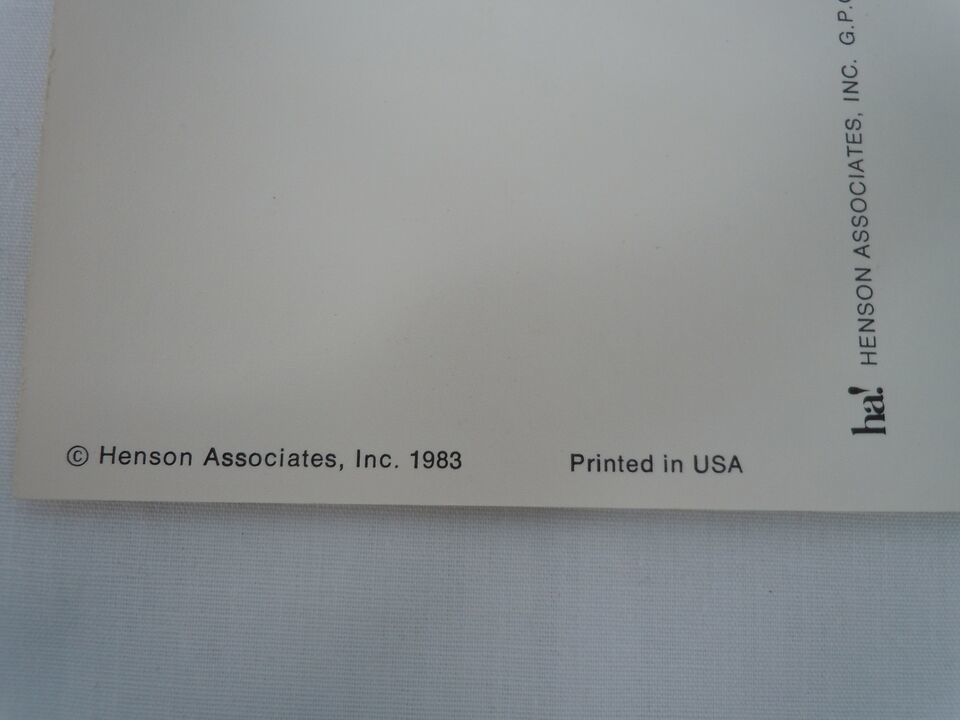 © Henson Associates, Inc. 1983
Printed in USA
ha! HENSON ASSOCIATES, INC.